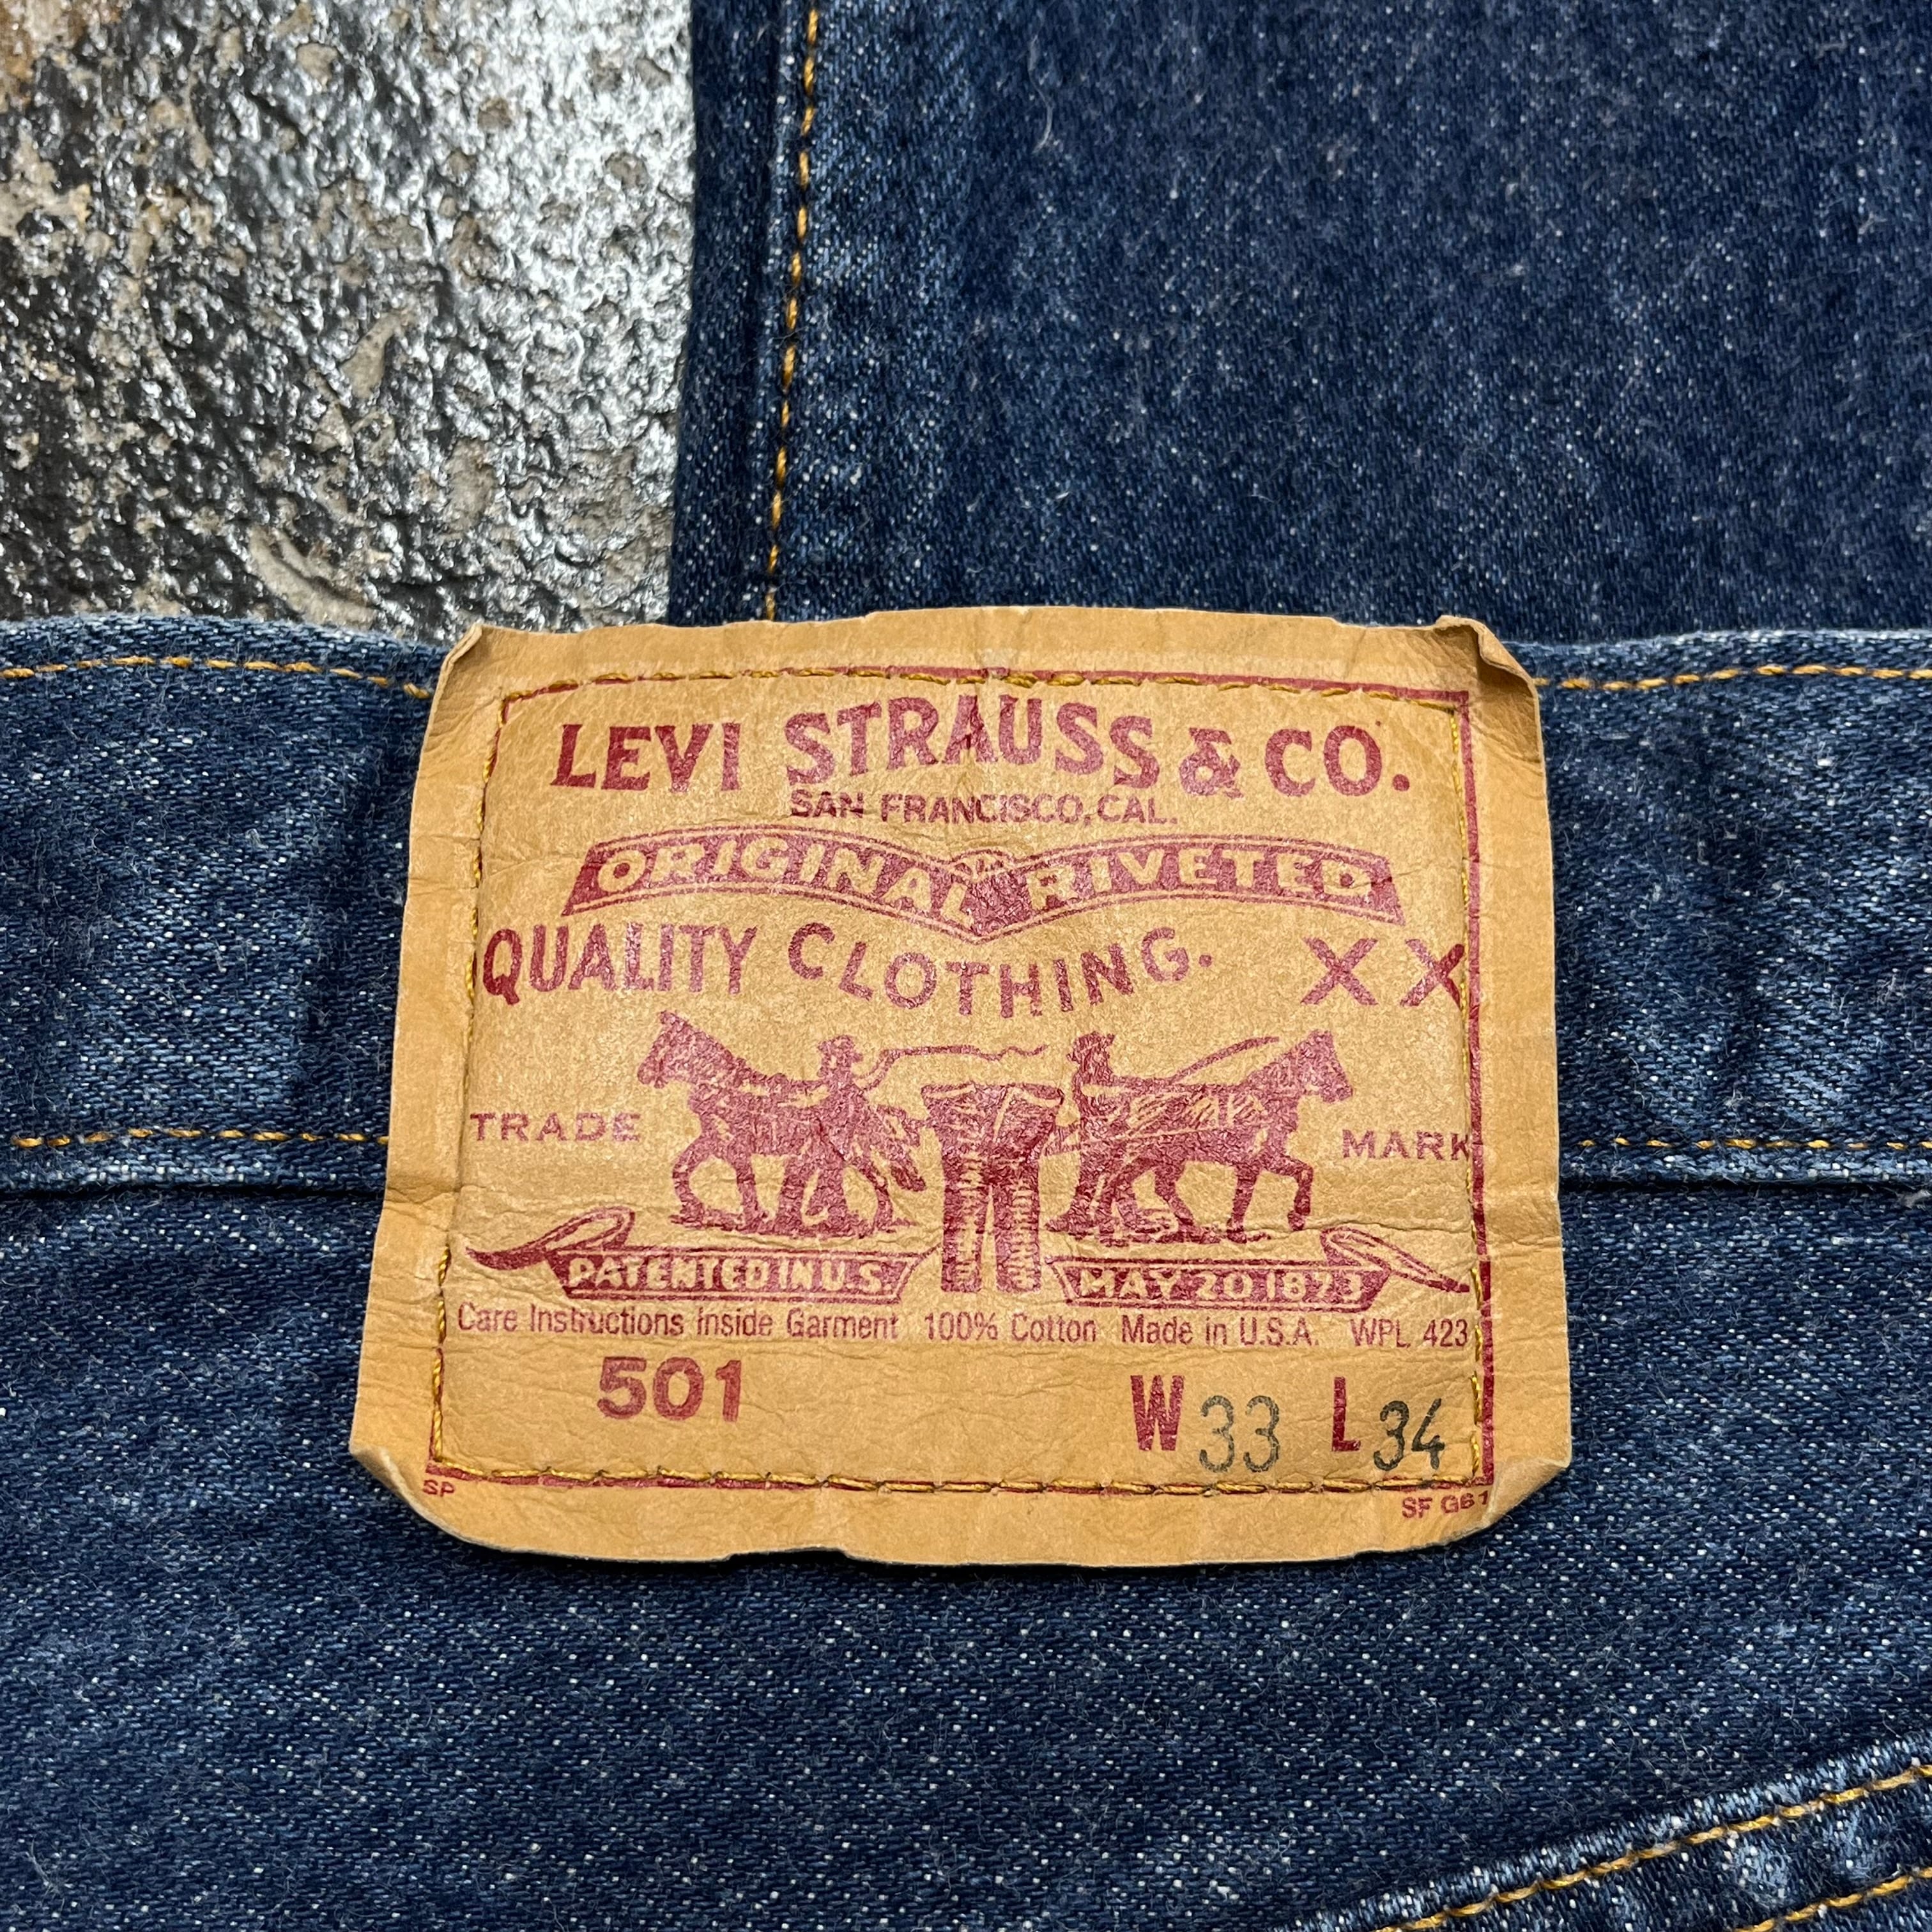 LEVI STRAUSS & CO.
SAN FRANCISCO, CAL.
ORIGINAL RIVETED
QUALITY CLOTHING. XX
TRADE MARK
PATENTED IN U.S. MAY 20 1873
Care Instructions Inside Garment 100% Cotton Made in U.S.A. WPL 423
501 W 33 L 34
SP SF G61